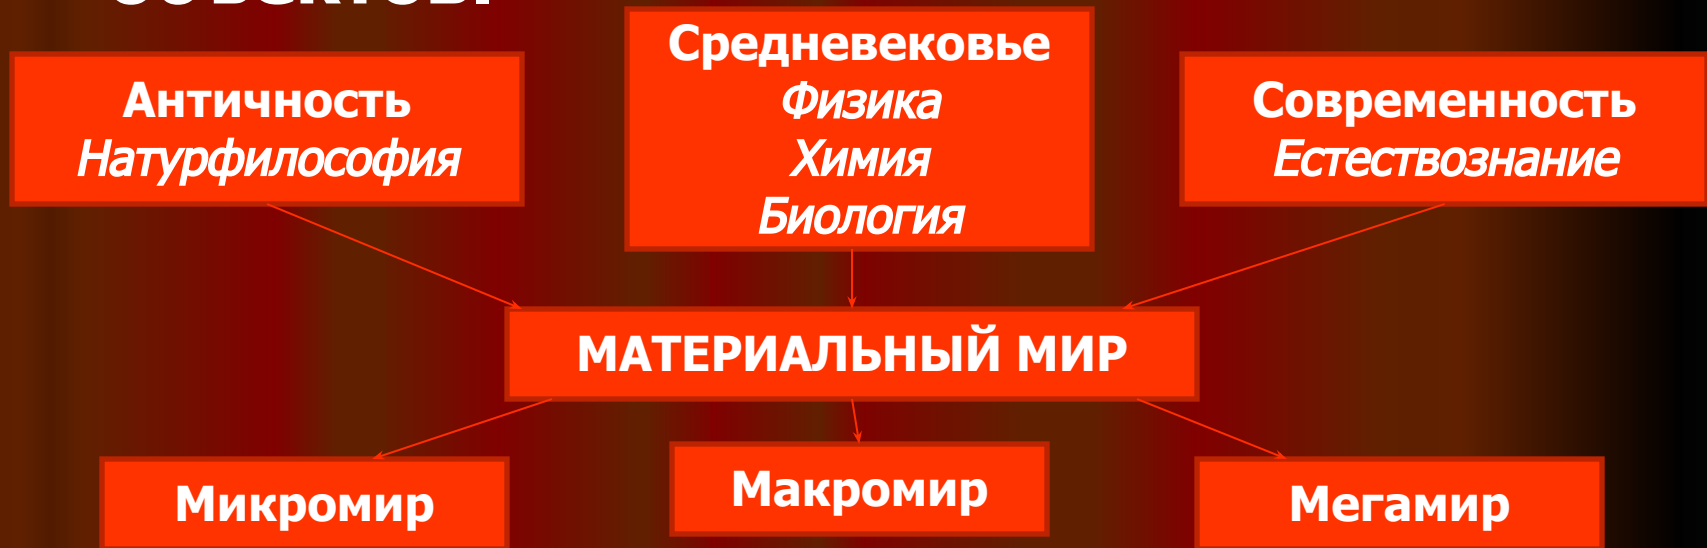 Античность
Натурфилософия
Средневековье
Физика
Химия
Биология
Современность
Естествознание
МАТЕРИАЛЬНЫЙ МИР
Микромир
Макромир
Мегамир